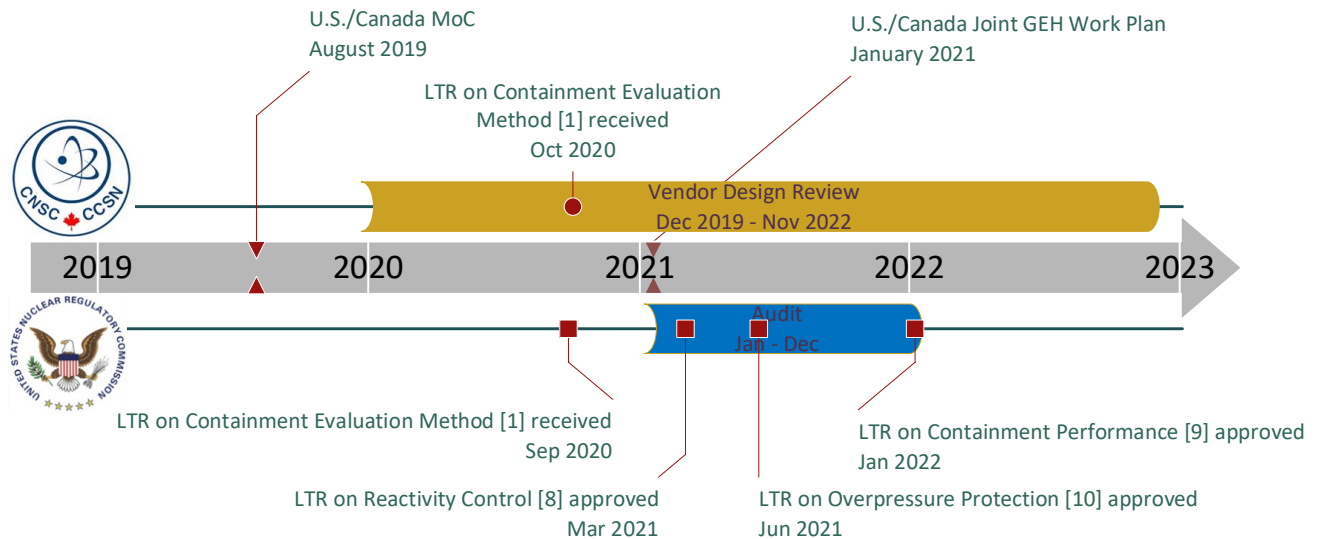 U.S./Canada MoC
August 2019
U.S./Canada Joint GEH Work Plan
January 2021
LTR on Containment Evaluation
Method [1] received
Oct 2020
CNSC CCSN
Vendor Design Review
Dec 2019 - Nov 2022
2019
2020
2021
2022
2023
UNITED STATES NUCLEAR REGULATORY COMMISSION
Audit
Jan - Dec
LTR on Containment Evaluation Method [1] received
Sep 2020
LTR on Containment Performance [9] approved
Jan 2022
LTR on Reactivity Control [8] approved
Mar 2021
LTR on Overpressure Protection [10] approved
Jun 2021